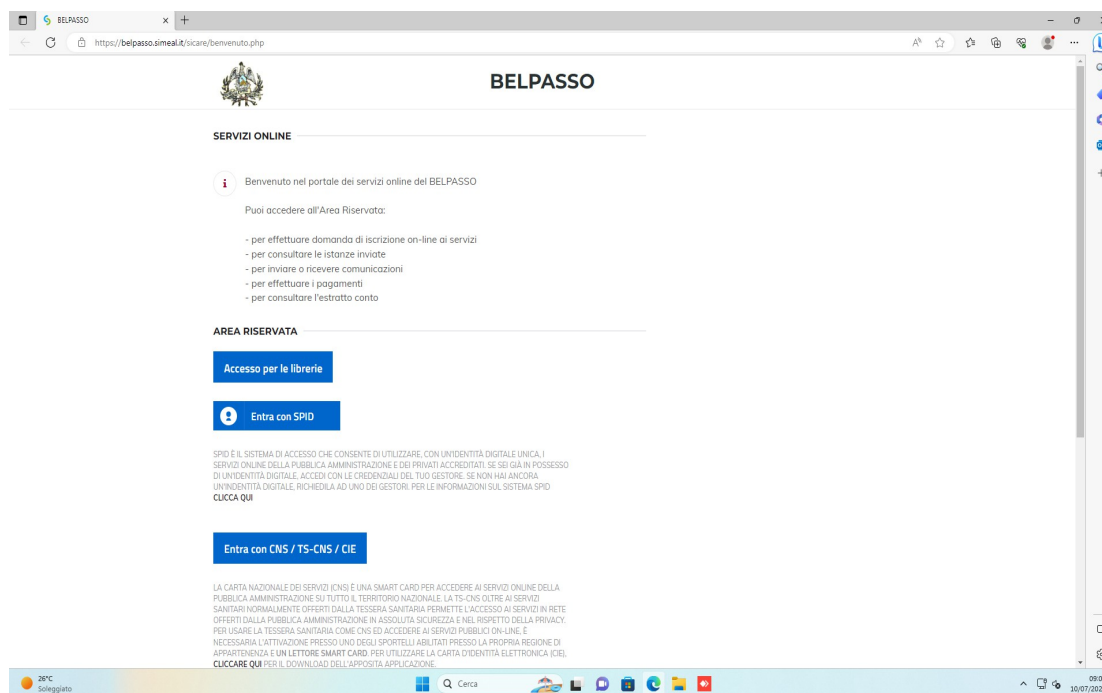 BELPASSO
https://belpasso.simeal.it/sicare/benvenuto.php
BELPASSO
SERVIZI ONLINE
i Benvenuto nel portale dei servizi online del BELPASSO
Puoi accedere all'Area Riservata:
- per effettuare domanda di iscrizione on-line ai servizi
- per consultare le istanze inviate
- per inviare o ricevere comunicazioni
- per effettuare i pagamenti
- per consultare l'estratto conto
AREA RISERVATA
Accesso per le librerie
Entra con SPID
SPID È IL SISTEMA DI ACCESSO CHE CONSENTE DI UTILIZZARE, CON UN'IDENTITÀ DIGITALE UNICA, I
SERVIZI ONLINE DELLA PUBBLICA AMMINISTRAZIONE E DEI PRIVATI ACCREDITATI. SE SEI GIÀ IN POSSESSO
DI UN'IDENTITÀ DIGITALE, ACCEDI CON LE CREDENZIALI DEL TUO GESTORE. SE NON HAI ANCORA
UN'INDENTITÀ DIGITALE, RICHIEDILA AD UNO DEI GESTORI. PER LE INFORMAZIONI SUL SISTEMA SPID
CLICCA QUI
Entra con CNS / TS-CNS / CIE
LA CARTA NAZIONALE DEI SERVIZI (CNS) È UNA SMART CARD PER ACCEDERE AI SERVIZI ONLINE DELLA
PUBBLICA AMMINISTRAZIONE SU TUTTO IL TERRITORIO NAZIONALE. LA TS-CNS OLTRE AI SERVIZI
SANITARI NORMALMENTE OFFERTI DALLA TESSERA SANITARIA PERMETTE L'ACCESSO AI SERVIZI IN RETE
OFFERTI DALLA PUBBLICA AMMINISTRAZIONE IN ASSOLUTA SICUREZZA E NEL RISPETTO DELLA PRIVACY.
PER USARE LA TESSERA SANITARIA COME CNS ED ACCEDERE AI SERVIZI PUBBLICI ON-LINE, È
NECESSARIA L'ATTIVAZIONE PRESSO UNO DEGLI SPORTELLI ABILITATI PRESSO LA PROPRIA REGIONE DI
APPARTENENZA E UN LETTORE SMART CARD. PER UTILIZZARE LA CARTA D'IDENTITÀ ELETTRONICA (CIE),
CLICCARE QUI PER IL DOWNLOAD DELL'APPOSITA APPLICAZIONE.
26°C
Soleggiato
Cerca
09:0
10/07/202